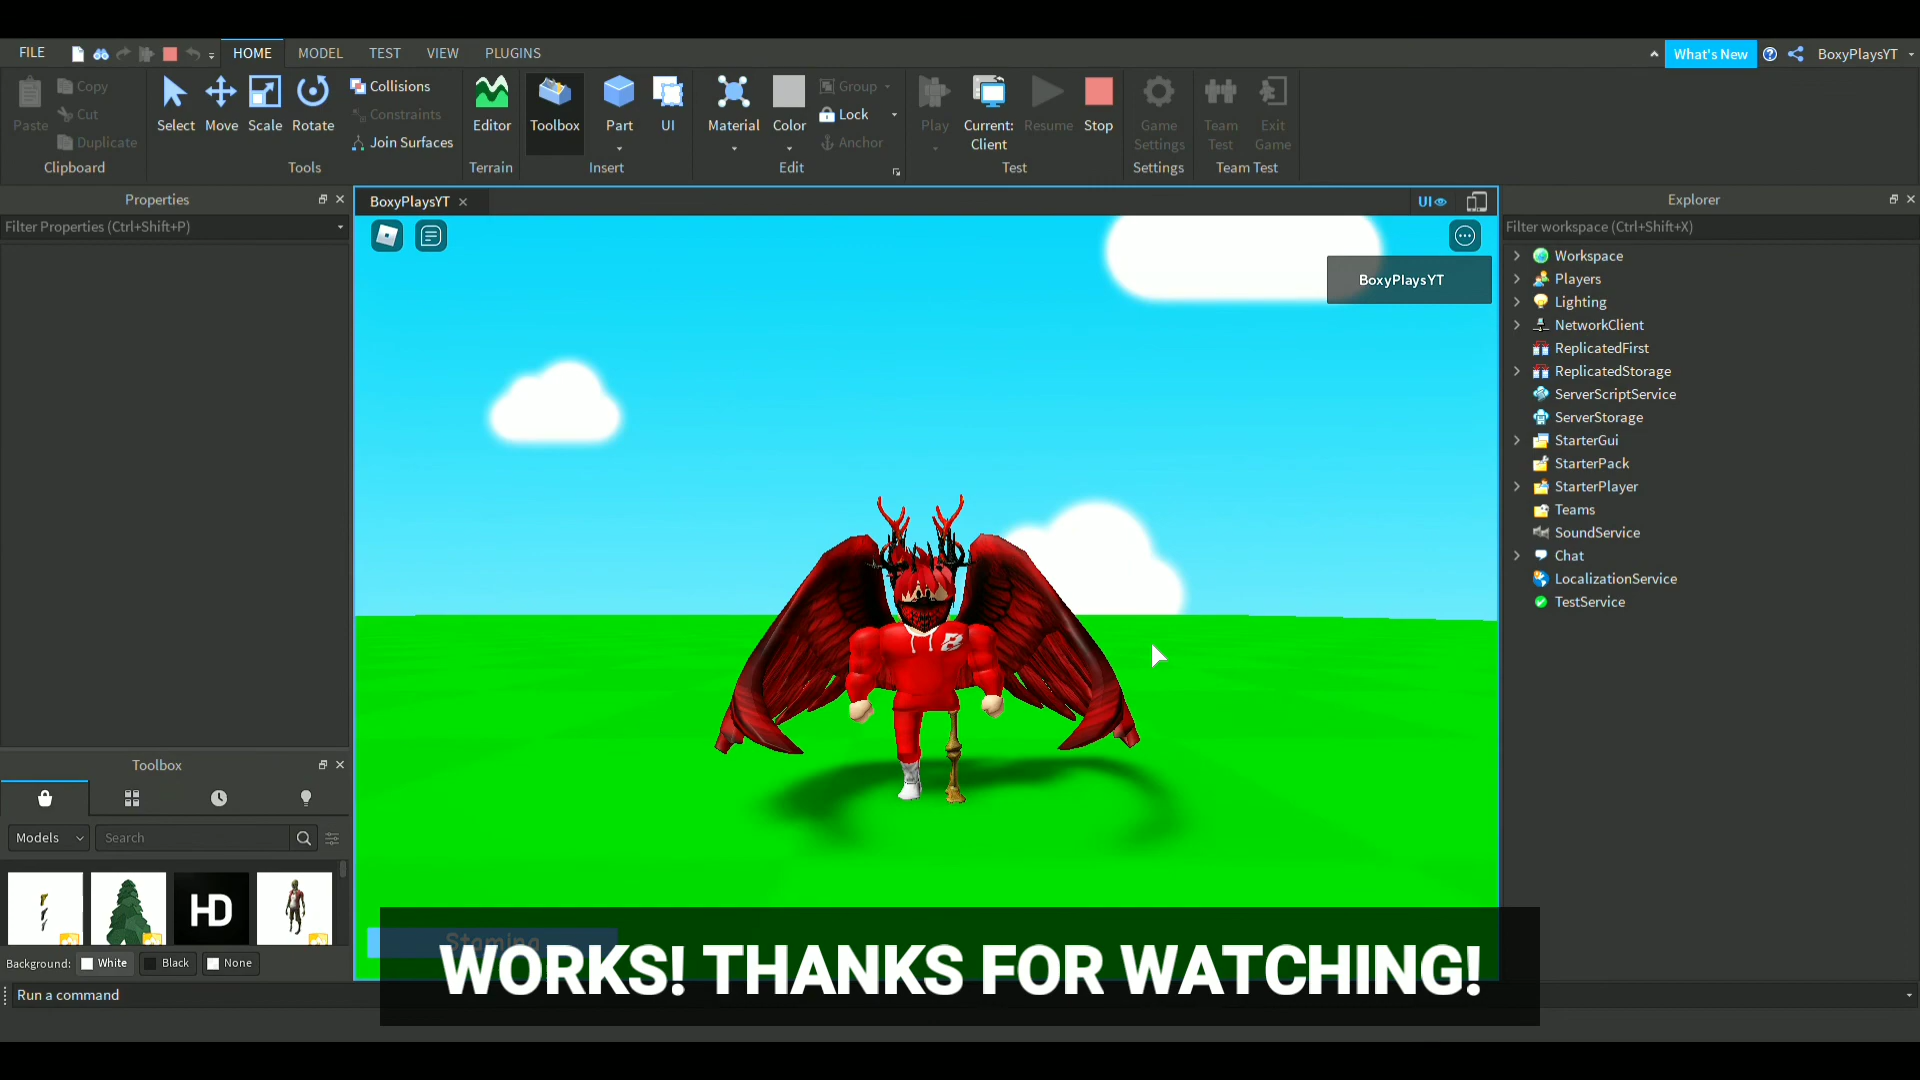 FILE HOME MODEL TEST VIEW PLUGINS What's New BoxyPlaysYT
Paste Copy Cut Duplicate
Clipboard
Select Move Scale Rotate Collisions Constraints Join Surfaces
Tools
Editor
Terrain
Toolbox Part UI
Insert
Material Color Group Lock Anchor
Edit
Play Current: Client Resume Stop
Test
Game Settings
Settings
Team Test Exit Game
Team Test
Properties
Filter Properties (Ctrl+Shift+P)
BoxyPlaysYT
UI
BoxyPlaysYT
Explorer
Filter workspace (Ctrl+Shift+X)
Workspace
Players
Lighting
NetworkClient
ReplicatedFirst
ReplicatedStorage
ServerScriptService
ServerStorage
StarterGui
StarterPack
StarterPlayer
Teams
SoundService
Chat
LocalizationService
TestService
Toolbox
Models Search
HD
Background: White Black None
Run a command
Stamina
WORKS! THANKS FOR WATCHING!